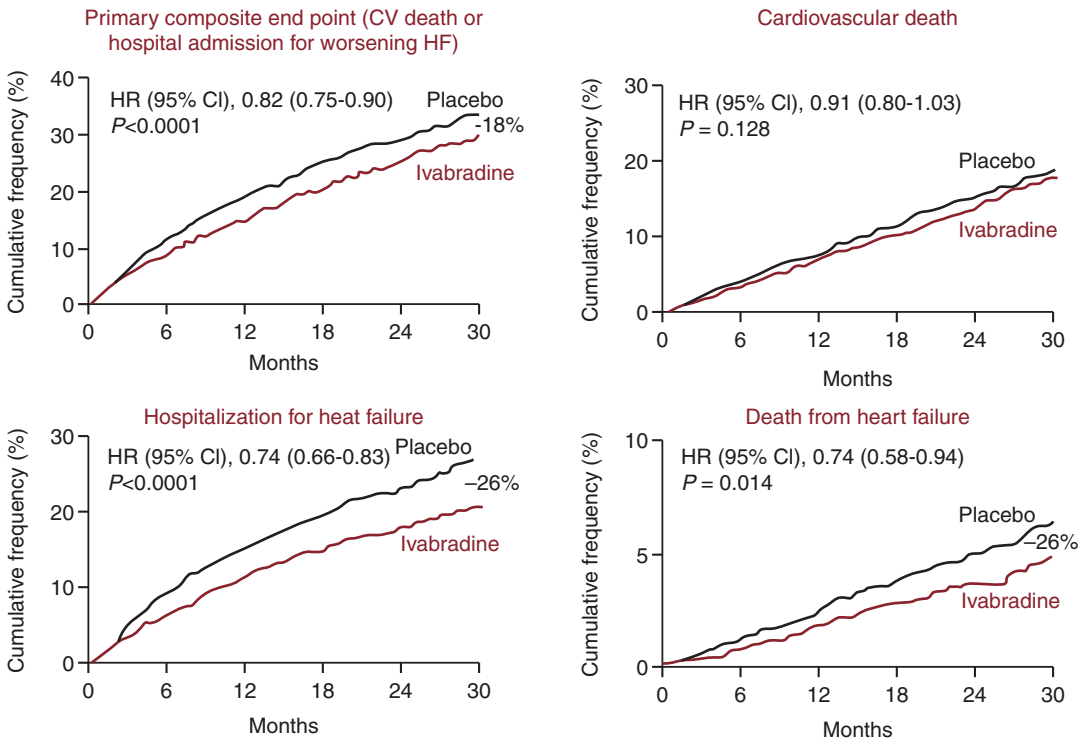 Primary composite end point (CV death or
hospital admission for worsening HF)
Cumulative frequency (%)
40
30
20
10
0
HR (95% CI), 0.82 (0.75-0.90)
P<0.0001
Placebo
-18%
Ivabradine
0 6 12 18 24 30
Months
Cardiovascular death
Cumulative frequency (%)
30
20
10
0
HR (95% CI), 0.91 (0.80-1.03)
P = 0.128
Placebo
Ivabradine
0 6 12 18 24 30
Months
Hospitalization for heat failure
Cumulative frequency (%)
30
20
10
0
HR (95% CI), 0.74 (0.66-0.83)
P<0.0001
Placebo
–26%
Ivabradine
0 6 12 18 24 30
Months
Death from heart failure
Cumulative frequency (%)
10
5
0
HR (95% CI), 0.74 (0.58-0.94)
P = 0.014
Placebo
–26%
Ivabradine
0 6 12 18 24 30
Months